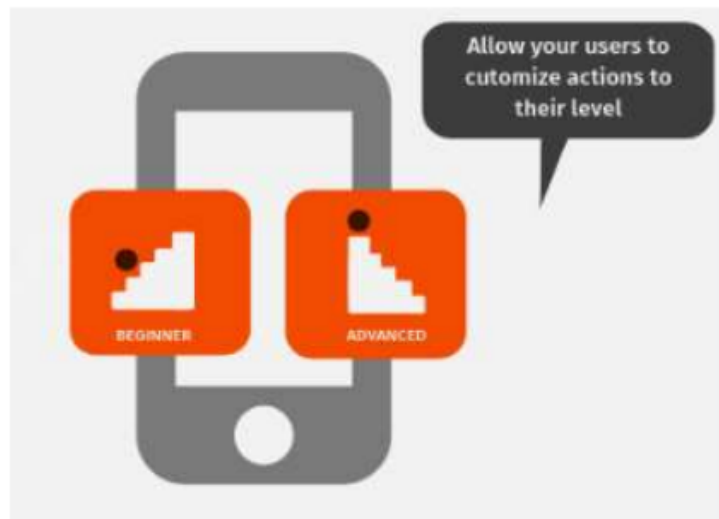 Allow your users to
cutomize actions to
their level
BEGINNER
ADVANCED